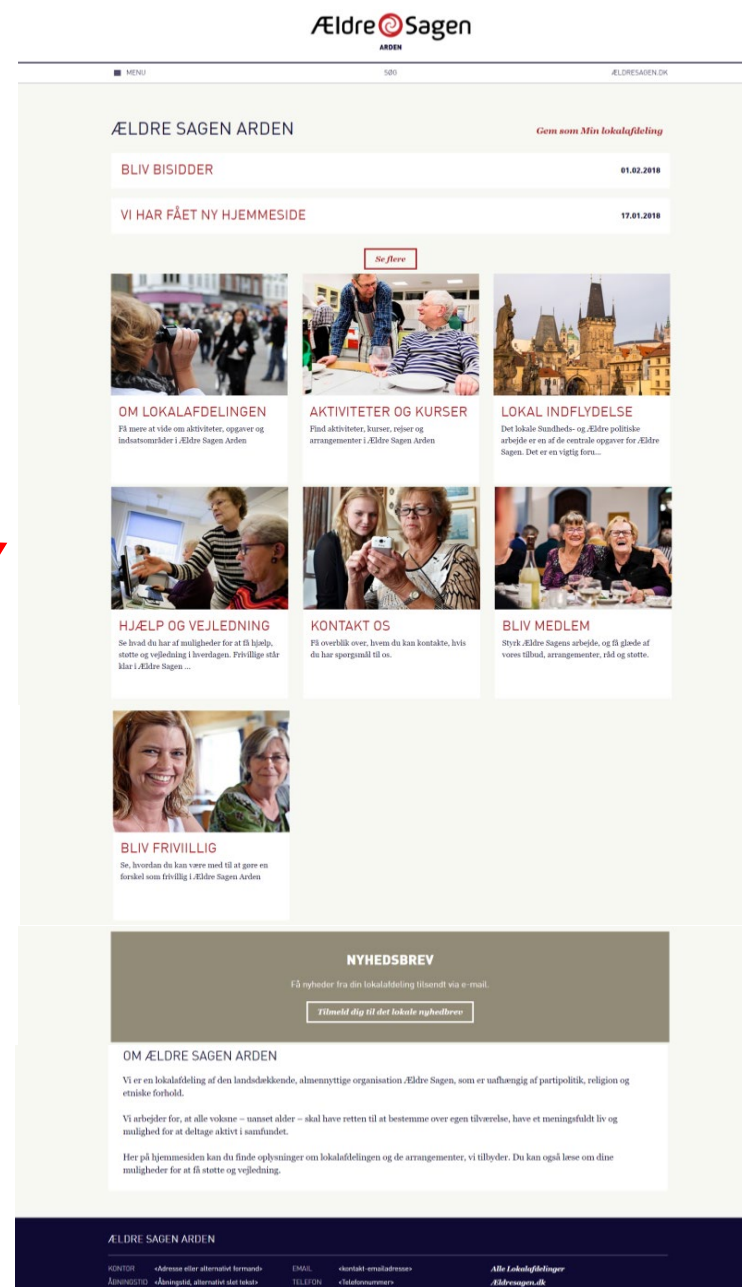 Ældre Sagen
ARDEN
MENU
SØG
ÆLDRESAGEN.DK
ÆLDRE SAGEN ARDEN
Gem som Min lokalafdeling
BLIV BISIDDER
01.02.2018
VI HAR FÅET NY HJEMMESIDE
17.01.2018
Se flere
OM LOKALAFDELINGEN
Få mere at vide om aktiviteter, opgaver og
indsatsområder i Ældre Sagen Arden
AKTIVITETER OG KURSER
Find aktiviteter, kurser, rejser og
arrangementer i Ældre Sagen Arden
LOKAL INDFLYDELSE
Det lokale Sundheds- og Ældre politiske
arbejde er en af de centrale opgaver for Ældre
Sagen. Det er en vigtig foru...
HJÆLP OG VEJLEDNING
Se hvad du har af muligheder for at få hjælp,
støtte og vejledning i hverdagen. Frivillige står
klar i Ældre Sagen ...
KONTAKT OS
Få overblik over, hvem du kan kontakte, hvis
du har spørgsmål til os.
BLIV MEDLEM
Styrk Ældre Sagens arbejde, og få glæde af
vores tilbud, arrangementer, råd og støtte.
BLIV FRIVIILLIG
Se, hvordan du kan være med til at gøre en
forskel som frivillig i Ældre Sagen Arden
NYHEDSBREV
Få nyheder fra din lokalafdeling tilsendt via e-mail.
Tilmeld dig til det lokale nyhedbrev
OM ÆLDRE SAGEN ARDEN
Vi er en lokalafdeling af den landsdækkende, almennyttige organisation Ældre Sagen, som er uafhængig af partipolitik, religion og
etniske forhold.
Vi arbejder for, at alle voksne – uanset alder – skal have retten til at bestemme over egen tilværelse, have et meningsfuldt liv og
mulighed for at deltage aktivt i samfundet.
Her på hjemmesiden kan du finde oplysninger om lokalafdelingen og de arrangementer, vi tilbyder. Du kan også læse om dine
muligheder for at få støtte og vejledning.
ÆLDRE SAGEN ARDEN
KONTOR <Adresse eller alternativt formand>
EMAIL <kontakt-emailadresse>
Alle Lokalafdelinger
ÅBNINGSTID <Åbningstid, alternativt slet tekst>
TELEFON <Telefonnummer>
Ældresagen.dk